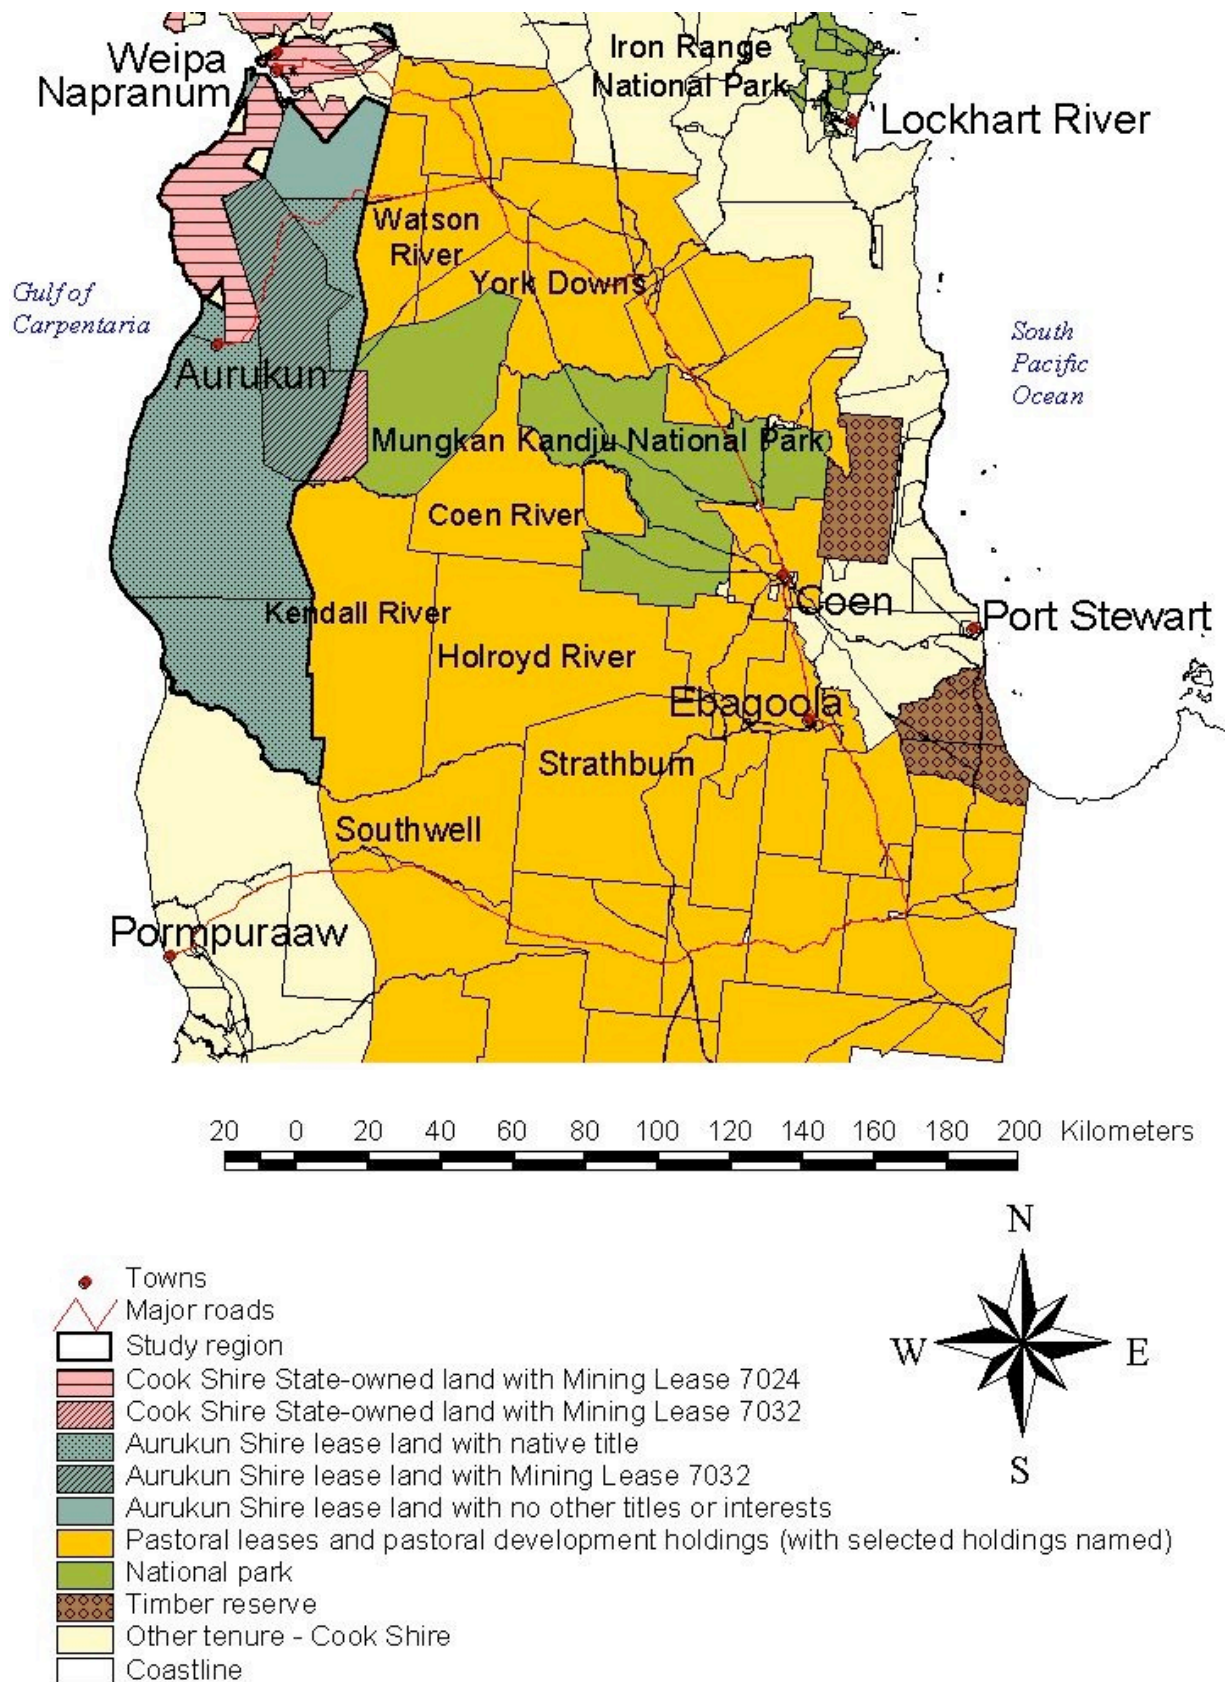 Weipa
Napranum
Iron Range
National Park
Lockhart River
Watson
River
York Downs
Gulf of
Carpentaria
South
Pacific
Ocean
Aurukun
Mungkan Kandju National Park
Coen River
Coen
Kendall River
Port Stewart
Holroyd River
Ebagoola
Strathburn
Southwell
Pormpuraaw
20 0 20 40 60 80 100 120 140 160 180 200 Kilometers
N
W E
S
Towns
Major roads
Study region
Cook Shire State-owned land with Mining Lease 7024
Cook Shire State-owned land with Mining Lease 7032
Aurukun Shire lease land with native title
Aurukun Shire lease land with Mining Lease 7032
Aurukun Shire lease land with no other titles or interests
Pastoral leases and pastoral development holdings (with selected holdings named)
National park
Timber reserve
Other tenure - Cook Shire
Coastline